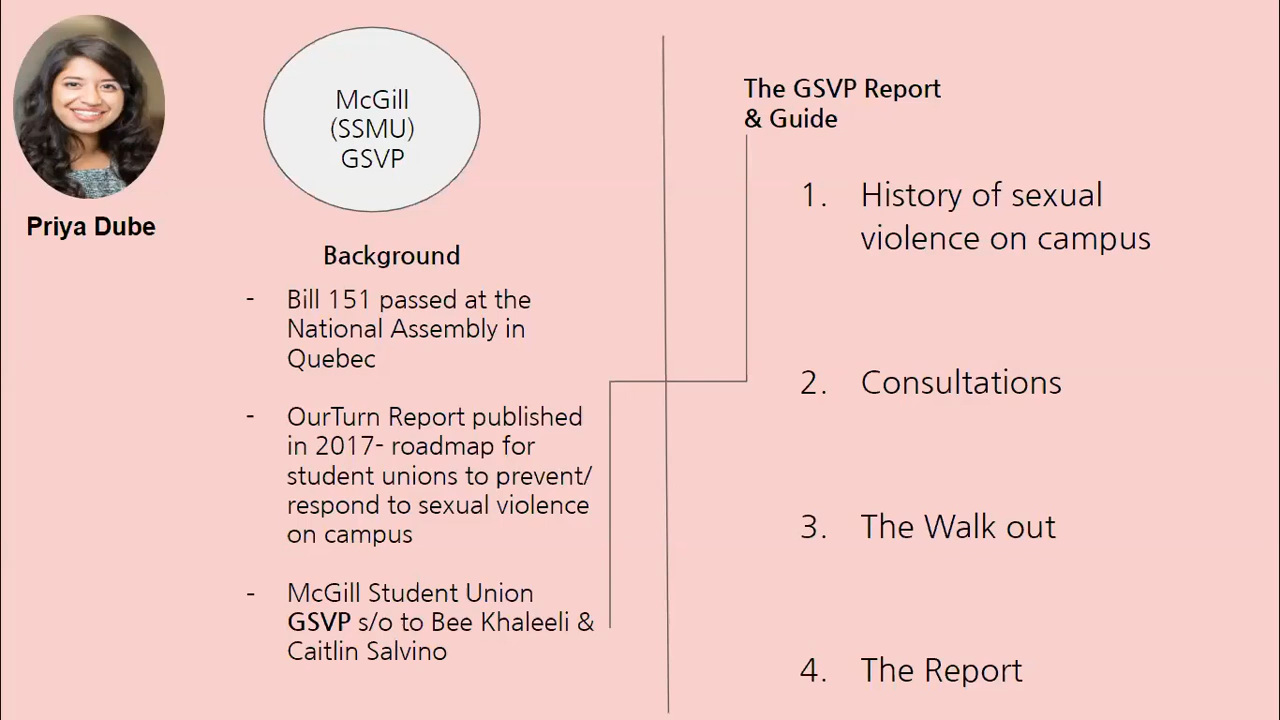 Priya Dube
McGill
(SSMU)
GSVP
Background
- Bill 151 passed at the
National Assembly in
Quebec
- OurTurn Report published
in 2017- roadmap for
student unions to prevent/
respond to sexual violence
on campus
- McGill Student Union
GSVP s/o to Bee Khaleeli &
Caitlin Salvino
The GSVP Report
& Guide
1. History of sexual
violence on campus
2. Consultations
3. The Walk out
4. The Report